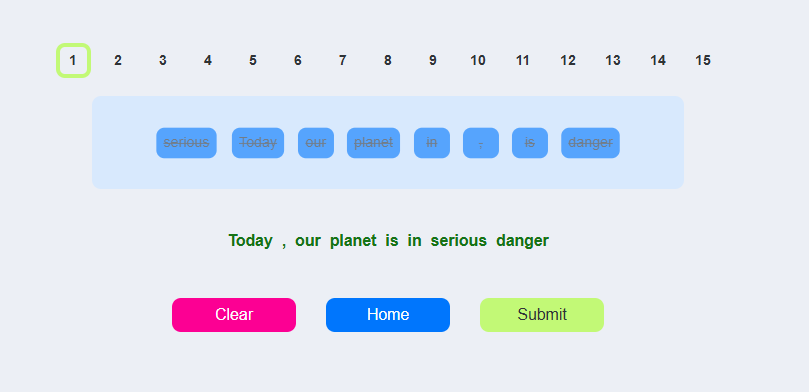 1 2 3 4 5 6 7 8 9 10 11 12 13 14 15
serious Today our planet in , is danger
Today , our planet is in serious danger
Clear Home Submit